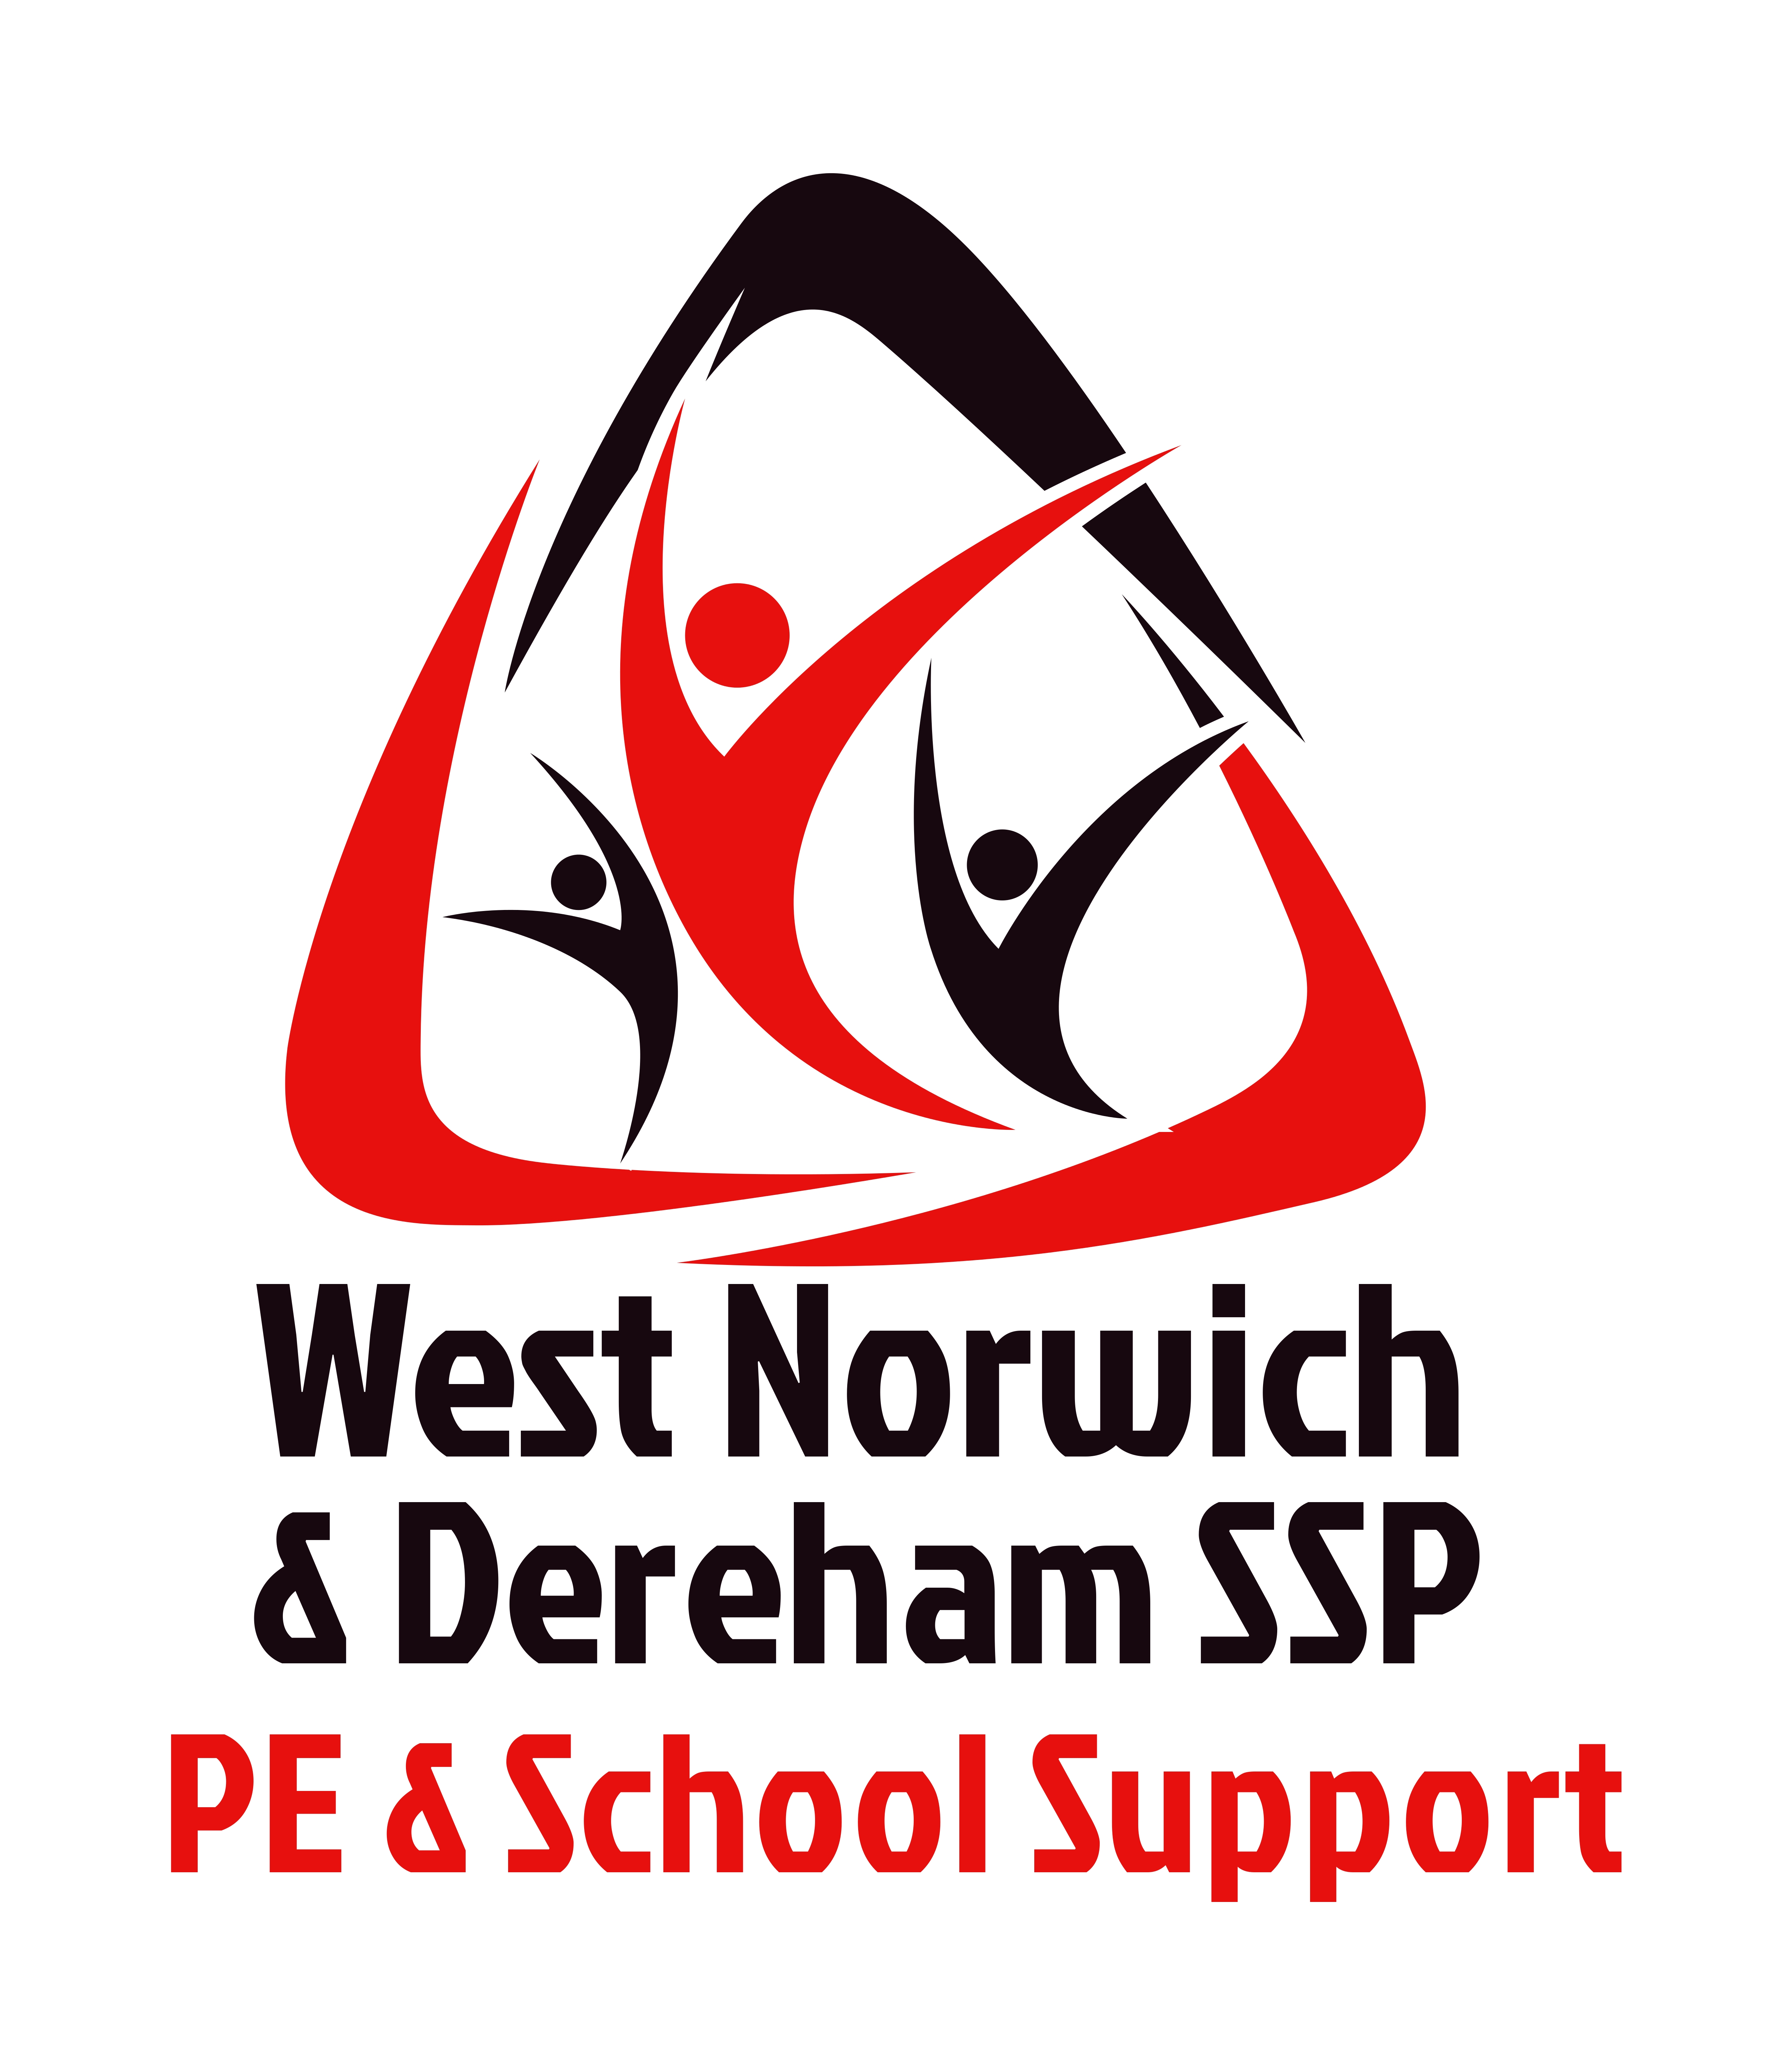 West Norwich
& Dereham SSP
PE & School Support